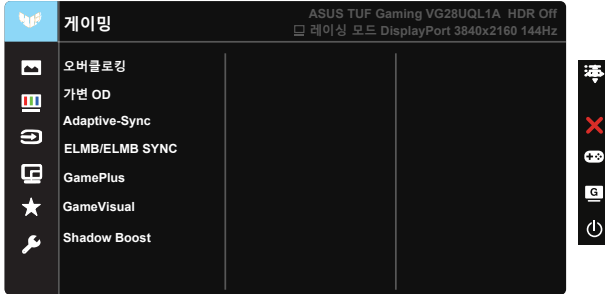 게이밍
ASUS TUF Gaming VG28UQL1A HDR Off
레이싱 모드 DisplayPort 3840x2160 144Hz
오버클로킹
가변 OD
Adaptive-Sync
ELMB/ELMB SYNC
GamePlus
GameVisual
Shadow Boost
G